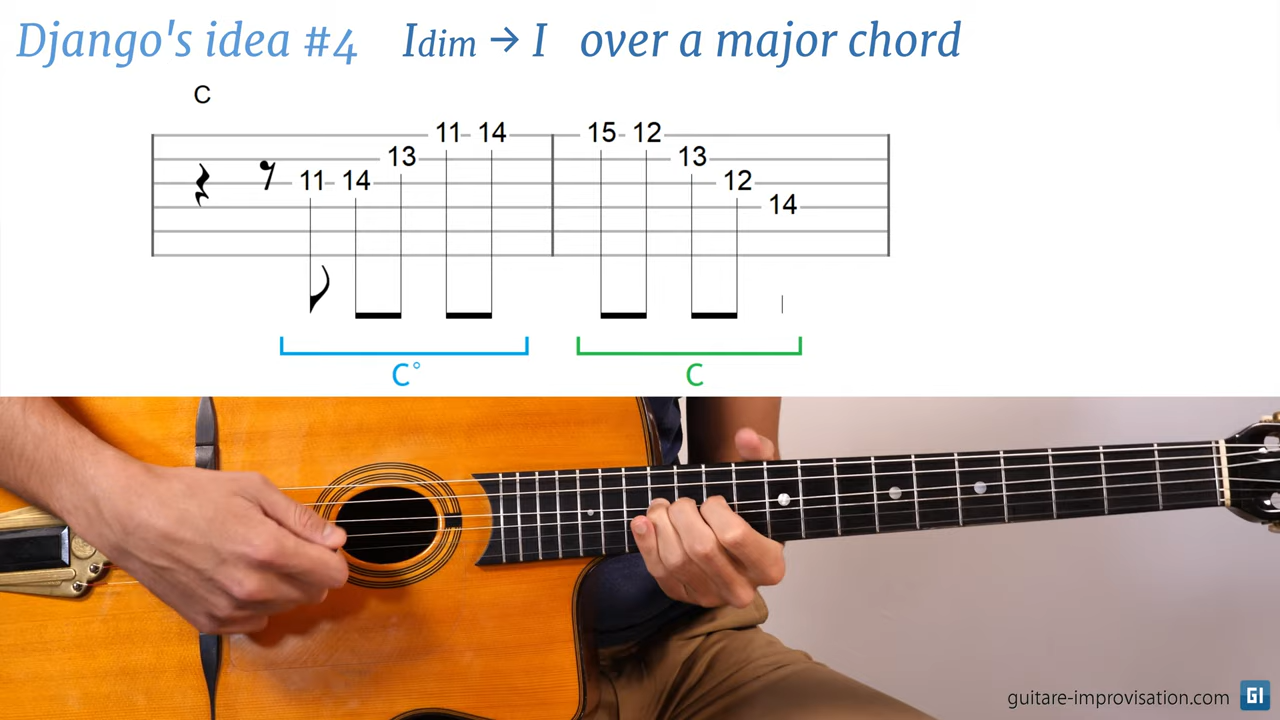 Django's idea #4 Idim → I over a major chord
C
11 14
15 12
13
13
11 14
12
14
C°
C
guitare-improvisation.com GI